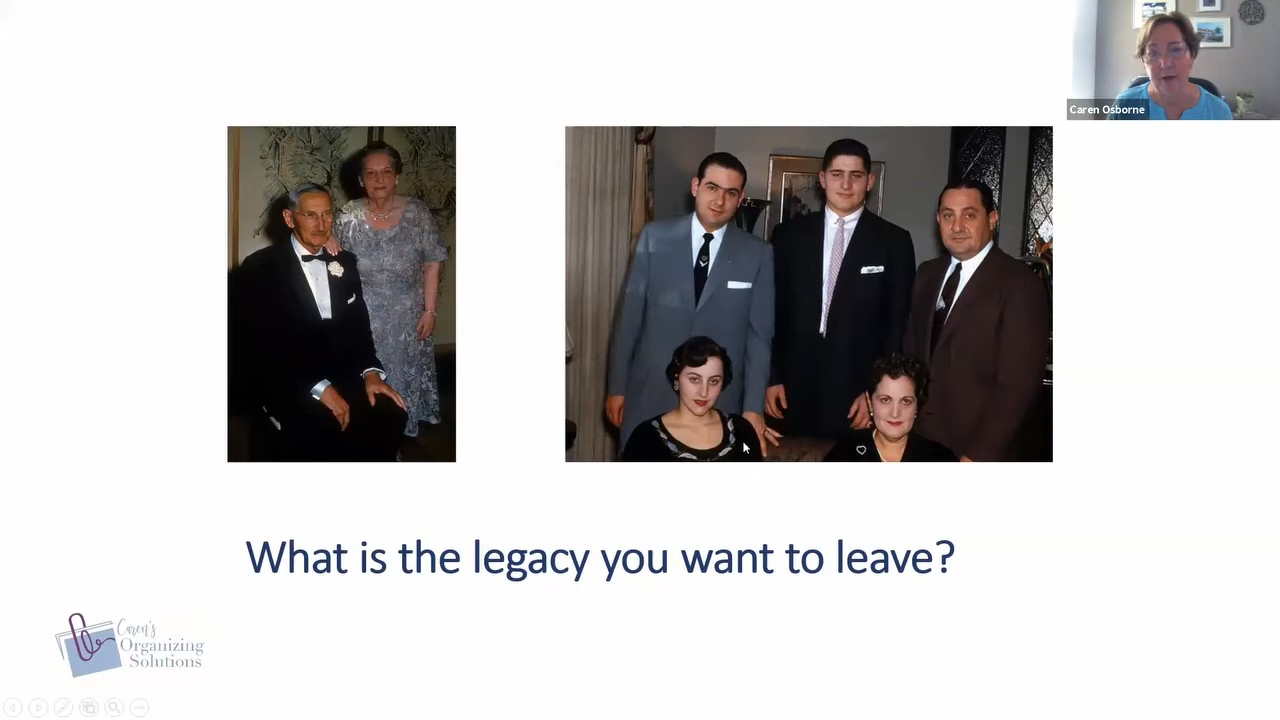 Caren Osborne
What is the legacy you want to leave?
Caren's
Organizing
Solutions